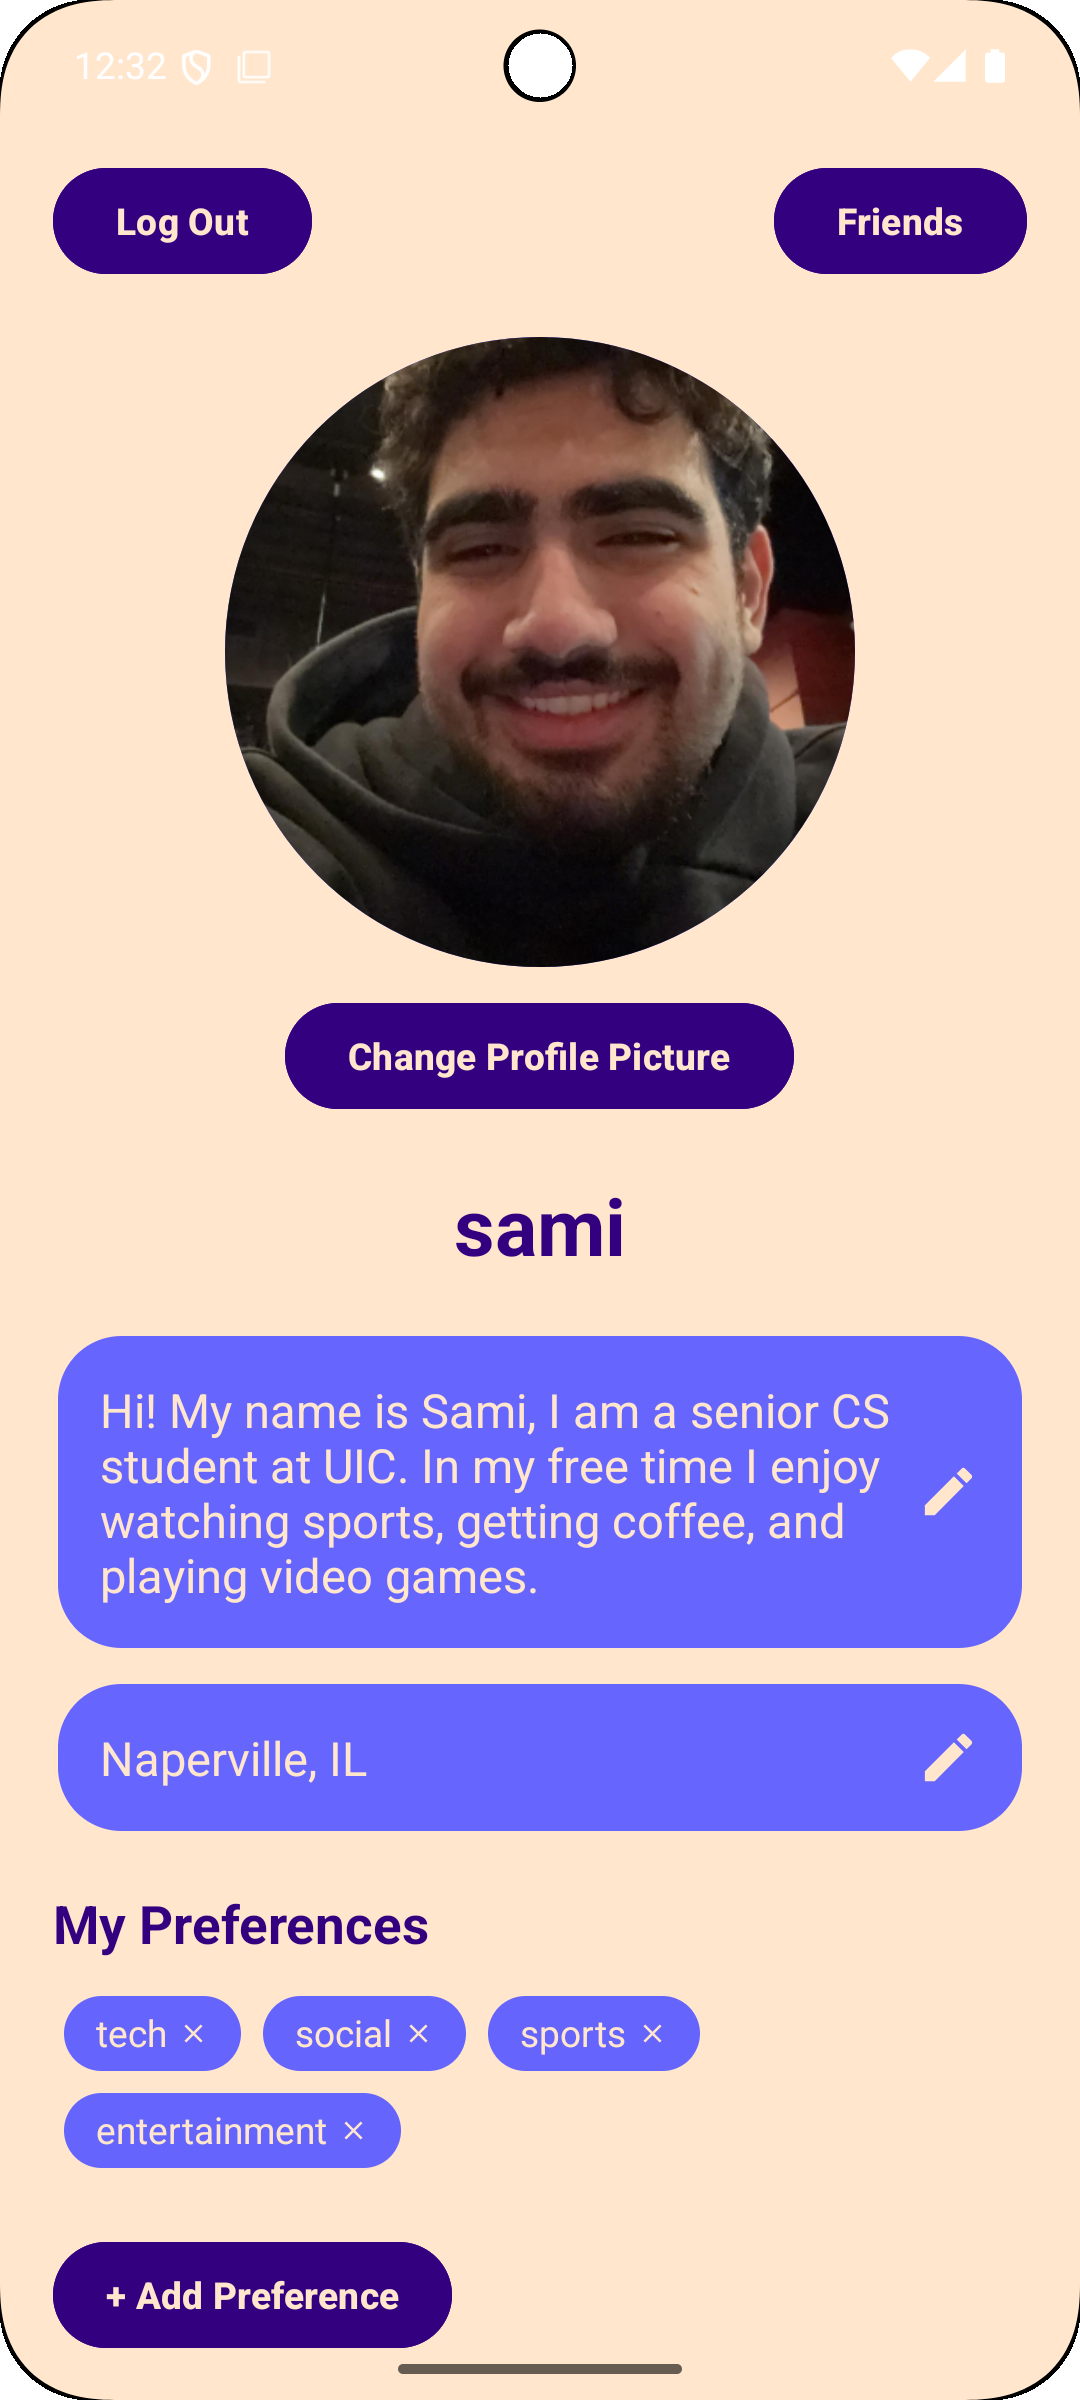 12:32
Log Out
Friends
Change Profile Picture
sami
Hi! My name is Sami, I am a senior CS
student at UIC. In my free time I enjoy
watching sports, getting coffee, and
playing video games.
Naperville, IL
My Preferences
tech × social × sports ×
entertainment ×
+ Add Preference